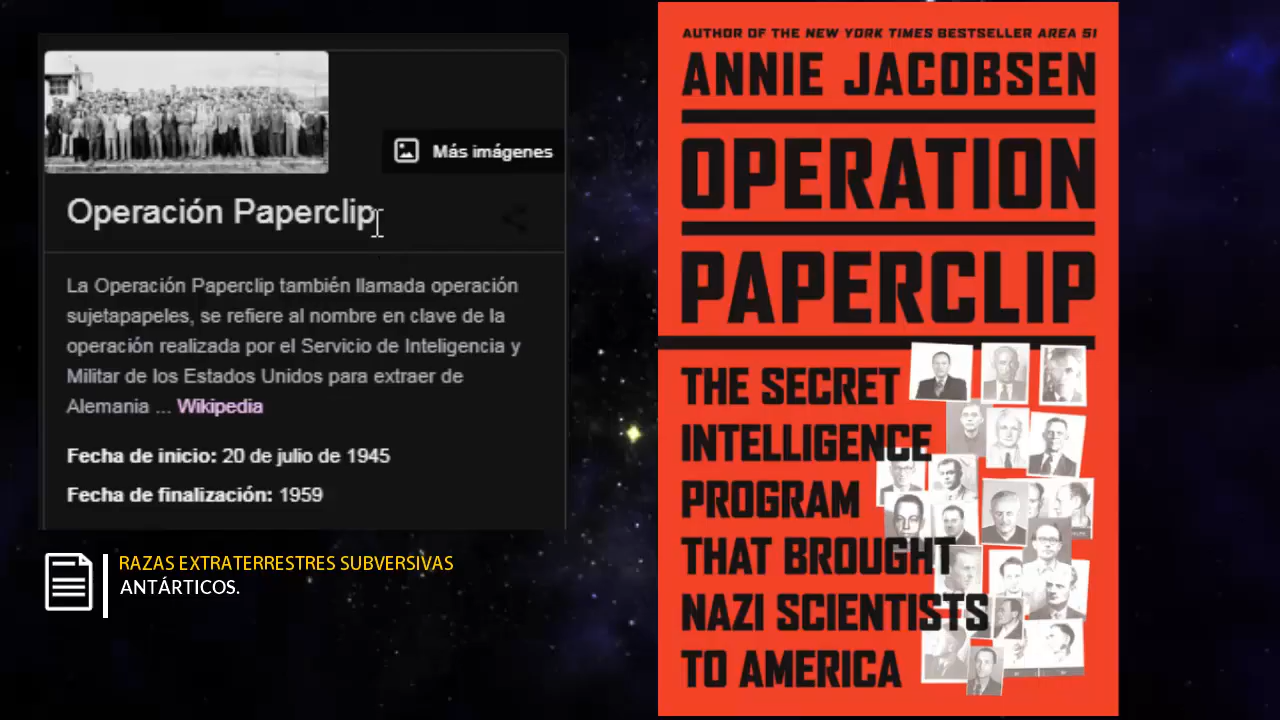 Más imágenes
Operación Paperclip
La Operación Paperclip también llamada operación
sujetapapeles, se refiere al nombre en clave de la
operación realizada por el Servicio de Inteligencia y
Militar de los Estados Unidos para extraer de
Alemania ... Wikipedia
Fecha de inicio: 20 de julio de 1945
Fecha de finalización: 1959
RAZAS EXTRATERRESTRES SUBVERSIVAS
ANTÁRTICOS.
AUTHOR OF THE NEW YORK TIMES BESTSELLER AREA 51
ANNIE JACOBSEN
OPERATION
PAPERCLIP
THE SECRET
INTELLIGENCE
PROGRAM
THAT BROUGHT
NAZI SCIENTISTS
TO AMERICA